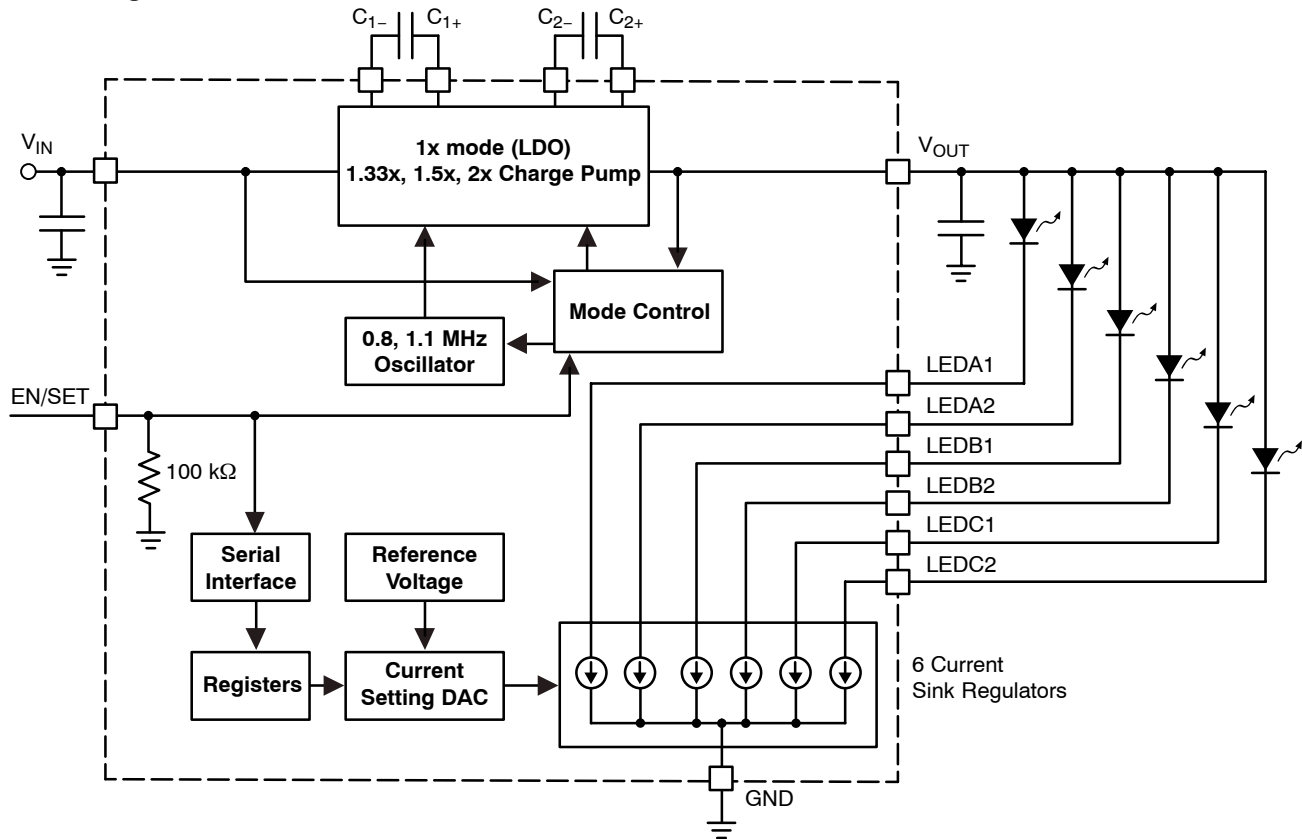 C1– C1+ C2– C2+
VIN
1x mode (LDO)
1.33x, 1.5x, 2x Charge Pump
VOUT
Mode Control
0.8, 1.1 MHz
Oscillator
LEDA1
EN/SET
LEDA2
LEDB1
100 kΩ
LEDB2
LEDC1
Serial
Interface
Reference
Voltage
LEDC2
Registers
Current
Setting DAC
6 Current
Sink Regulators
GND